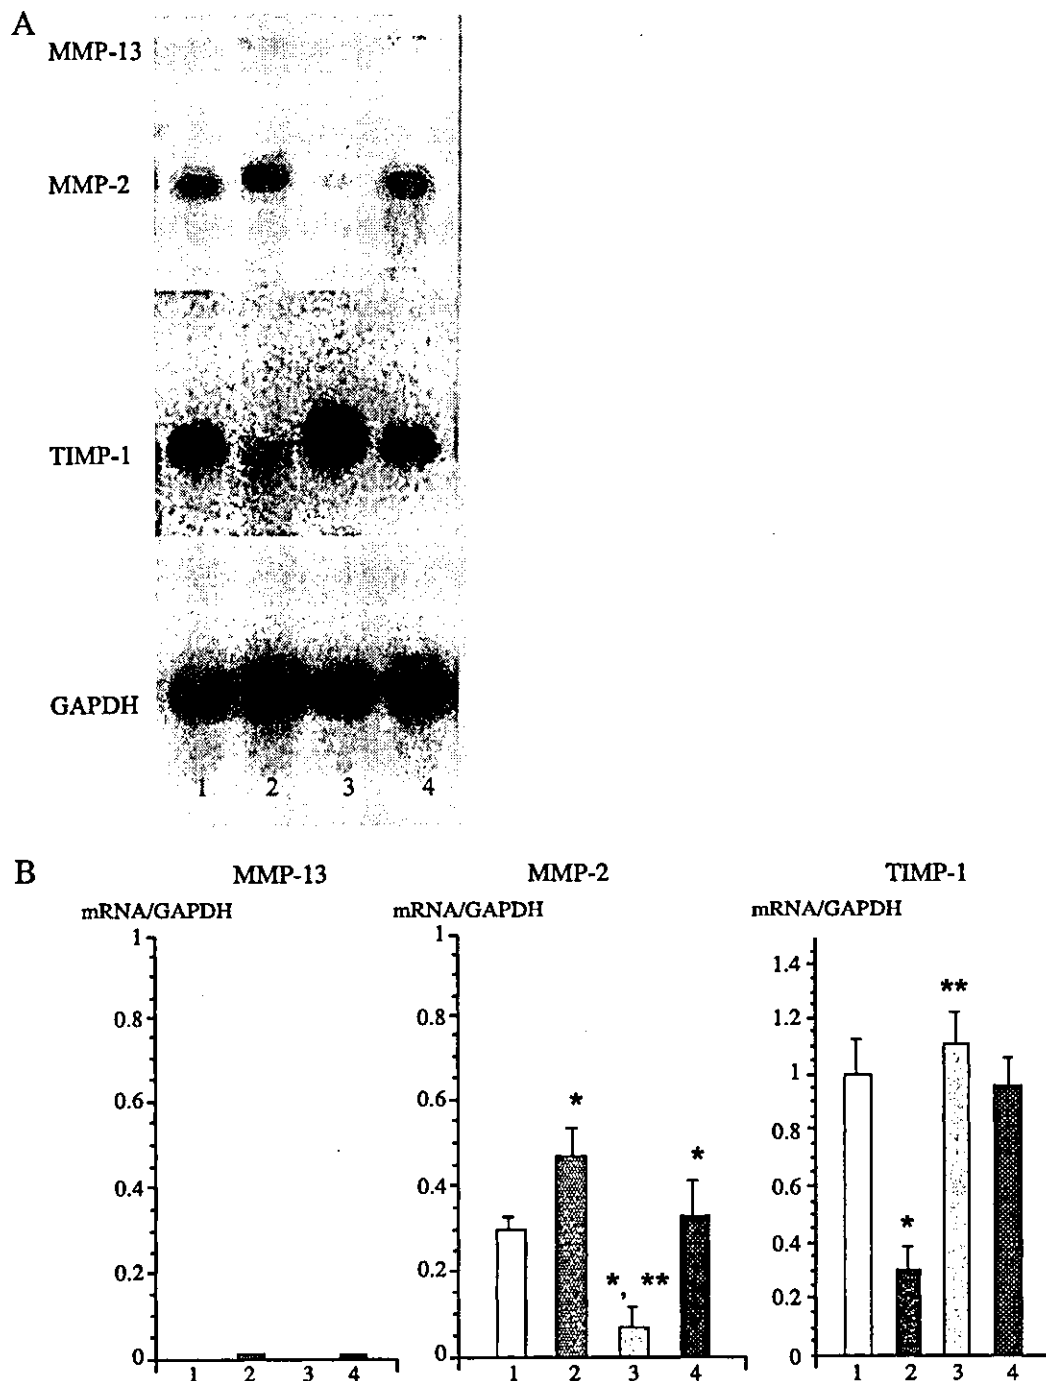 A
MMP-13
MMP-2
TIMP-1
GAPDH
1 2 3 4
B
MMP-13 MMP-2 TIMP-1
mRNA/GAPDH mRNA/GAPDH mRNA/GAPDH
1
0.8
0.6
0.4
0.2
0
1 2 3 4
1
0.8
0.6
0.4
0.2
0
*
*, **
*
1 2 3 4
1.4
1.2
1
0.8
0.6
0.4
0.2
0
*
**
1 2 3 4